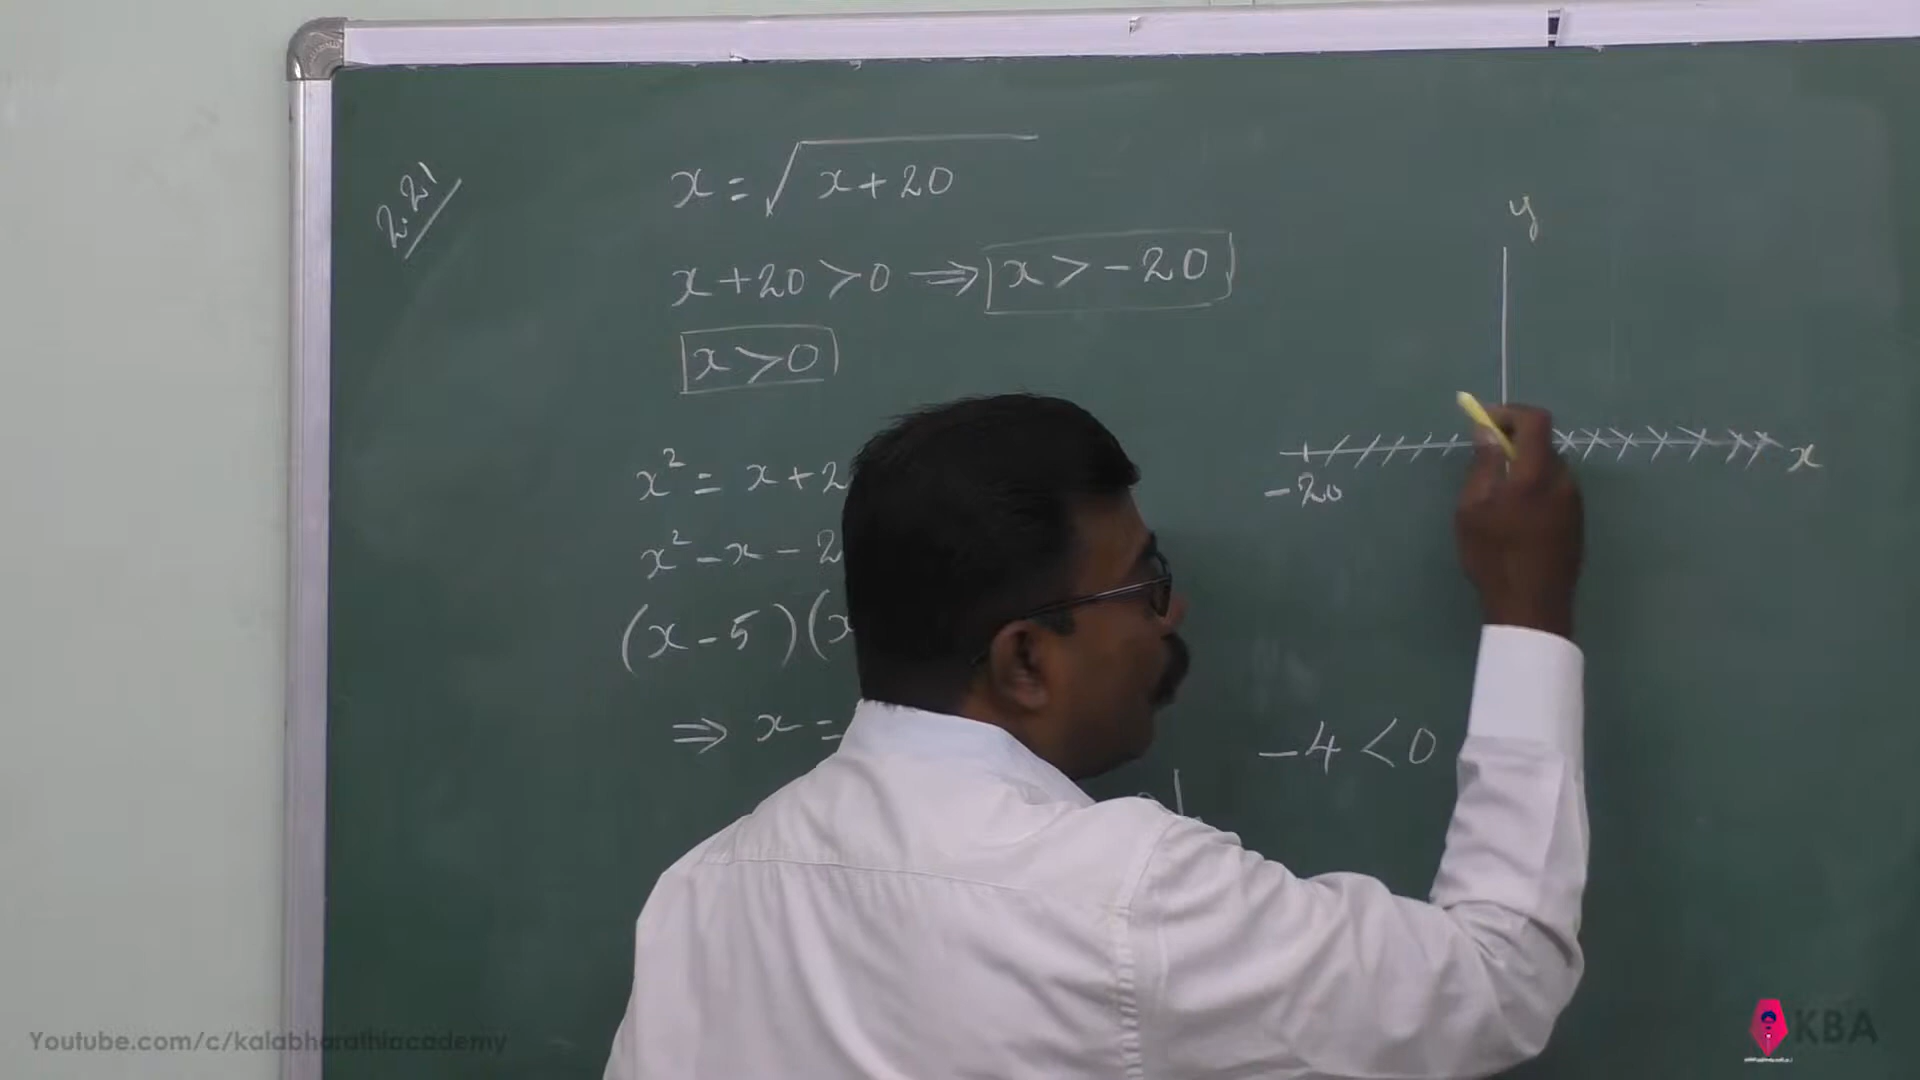 2.21
x = √x+20
x+20 > 0 ⇒ x > -20
x > 0
x² = x+2
x² - x - 2
(x - 5)(x
⇒ x =
y
x
-20
-4 < 0
Youtube.com/c/kalabharathiacademy
KBA